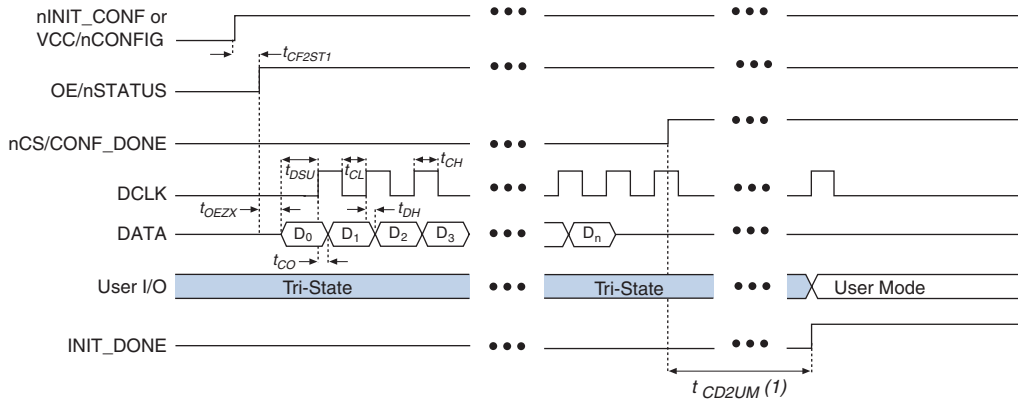 nINIT_CONF or
VCC/nCONFIG
tCF2ST1
OE/nSTATUS
nCS/CONF_DONE
tDSU
tCL
tCH
DCLK
tOEZX
tDH
DATA
D0
D1
D2
D3
Dn
tCO
User I/O
Tri-State
Tri-State
User Mode
INIT_DONE
t CD2UM (1)